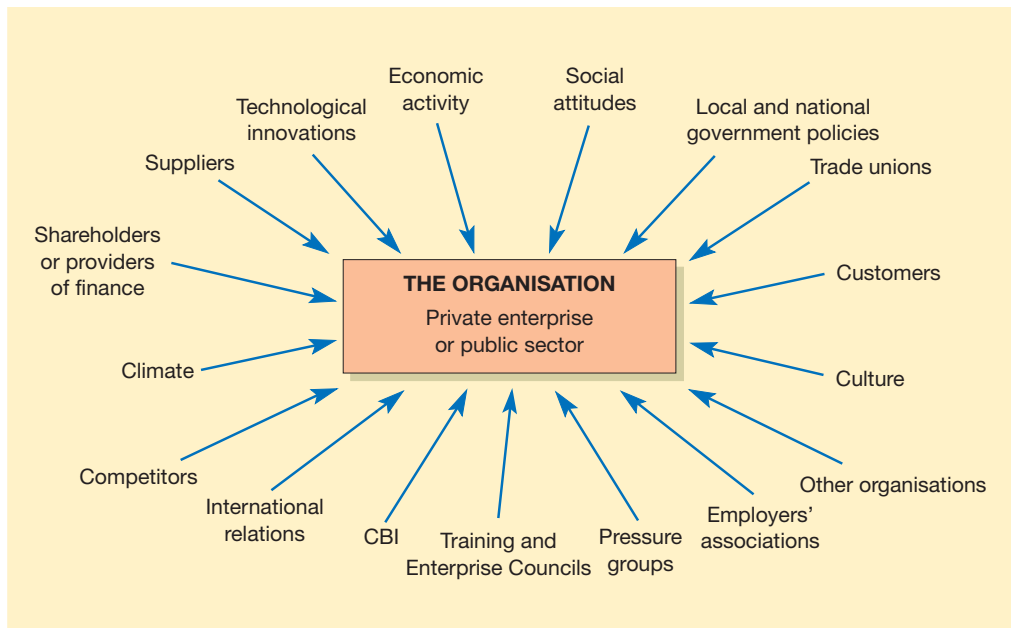 Economic
activity
Social
attitudes
Technological
innovations
Local and national
government policies
Suppliers
Trade unions
Shareholders
or providers
of finance
THE ORGANISATION
Private enterprise
or public sector
Customers
Climate
Culture
Competitors
International
relations
CBI
Training and
Enterprise Councils
Pressure
groups
Employers'
associations
Other organisations